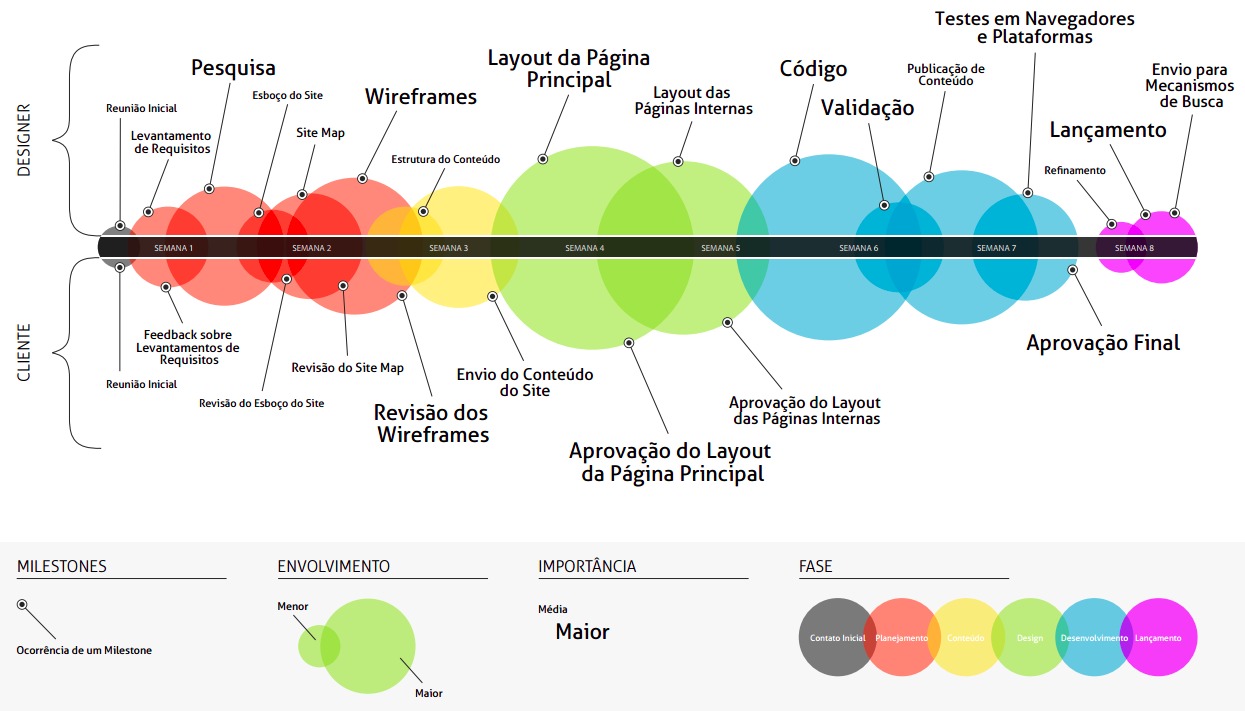 DESIGNER
Reunião Inicial
Levantamento
de Requisitos
Pesquisa
Esboço do Site
Site Map
Wireframes
Estrutura do Conteúdo
Layout da Página
Principal
Layout das
Páginas Internas
Código
Validação
Publicação de
Conteúdo
Testes em Navegadores
e Plataformas
Refinamento
Lançamento
Envio para
Mecanismos
de Busca
SEMANA 1
SEMANA 2
SEMANA 3
SEMANA 4
SEMANA 5
SEMANA 6
SEMANA 7
SEMANA 8
CLIENTE
Reunião Inicial
Feedback sobre
Levantamentos de
Requisitos
Revisão do Esboço do Site
Revisão do Site Map
Revisão dos
Wireframes
Envio do Conteúdo
do Site
Aprovação do Layout
da Página Principal
Aprovação do Layout
das Páginas Internas
Aprovação Final
MILESTONES
Ocorrência de um Milestone
ENVOLVIMENTO
Menor
Maior
IMPORTÂNCIA
Média
Maior
FASE
Contato Inicial
Planejamento
Conteúdo
Design
Desenvolvimento
Lançamento